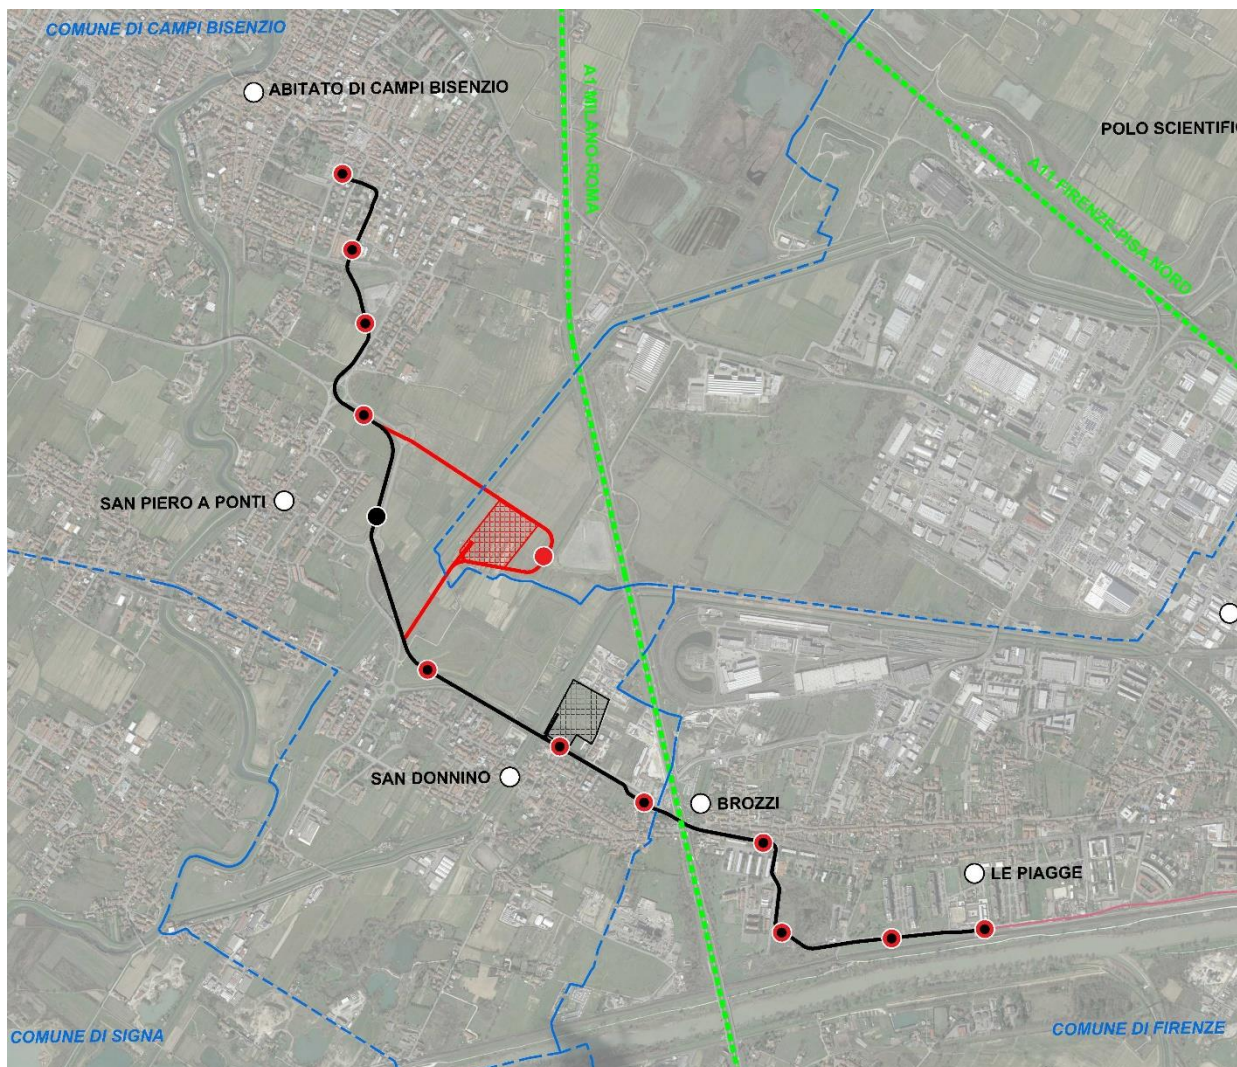 COMUNE DI CAMPI BISENZIO
ABITATO DI CAMPI BISENZIO
A1 MILANO-ROMA
POLO SCIENTIFIC
A11 FIRENZE-PISA NORD
SAN PIERO A PONTI
SAN DONNINO
BROZZI
LE PIAGGE
COMUNE DI SIGNA
COMUNE DI FIRENZE